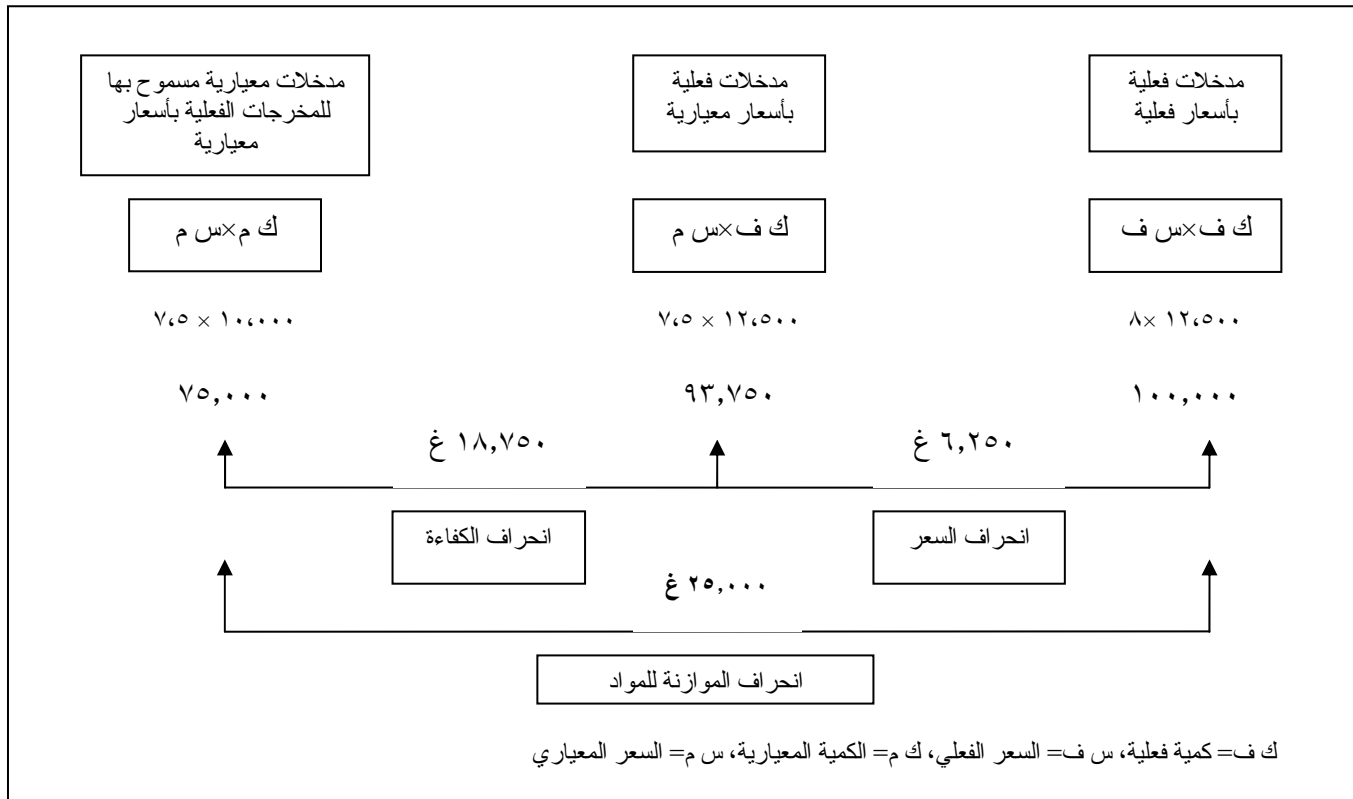 مدخلات فعلية
بأسعار فعلية
مدخلات فعلية
بأسعار معيارية
مدخلات معيارية مسموح بها
للمخرجات الفعلية بأسعار
معيارية
ك ف×س ف
ك ف×س م
ك م×س م
١٢،٥٠٠ ×٨
١٢،٥٠٠ × ٧،٥
١٠،٠٠٠ × ٧،٥
١٠٠,٠٠٠
٩٣,٧٥٠
٧٥,٠٠٠
٦,٢٥٠ غ
١٨,٧٥٠ غ
انحراف السعر
انحراف الكفاءة
٢٥,٠٠٠ غ
انحراف الموازنة للمواد
ك ف= كمية فعلية، س ف= السعر الفعلي، ك م= الكمية المعيارية، س م= السعر المعياري